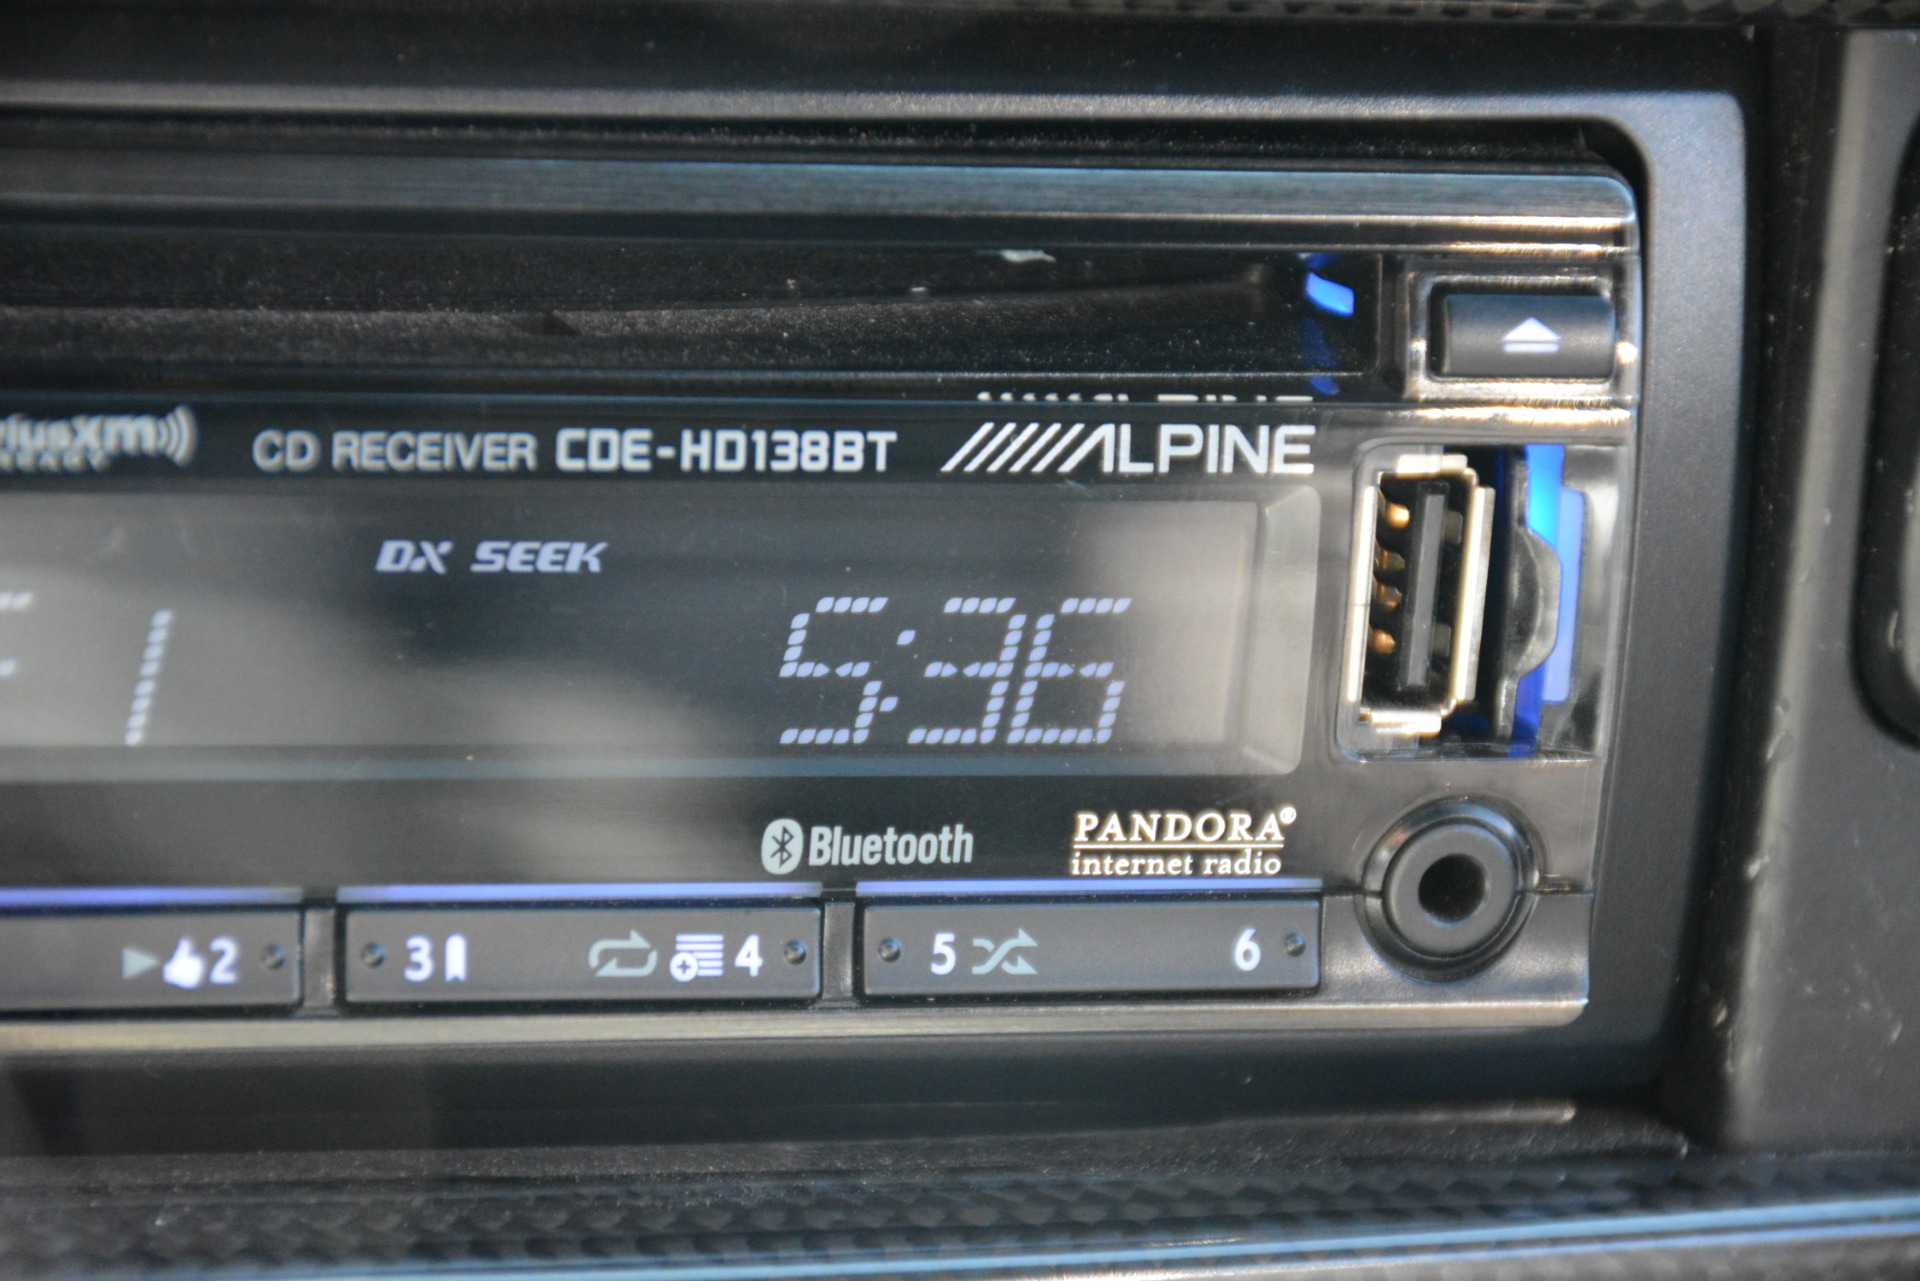 CD RECEIVER CDE-HD138BT ALPINE
DX SEEK
5:36
Bluetooth
PANDORA®
internet radio
2 3 4 5 6